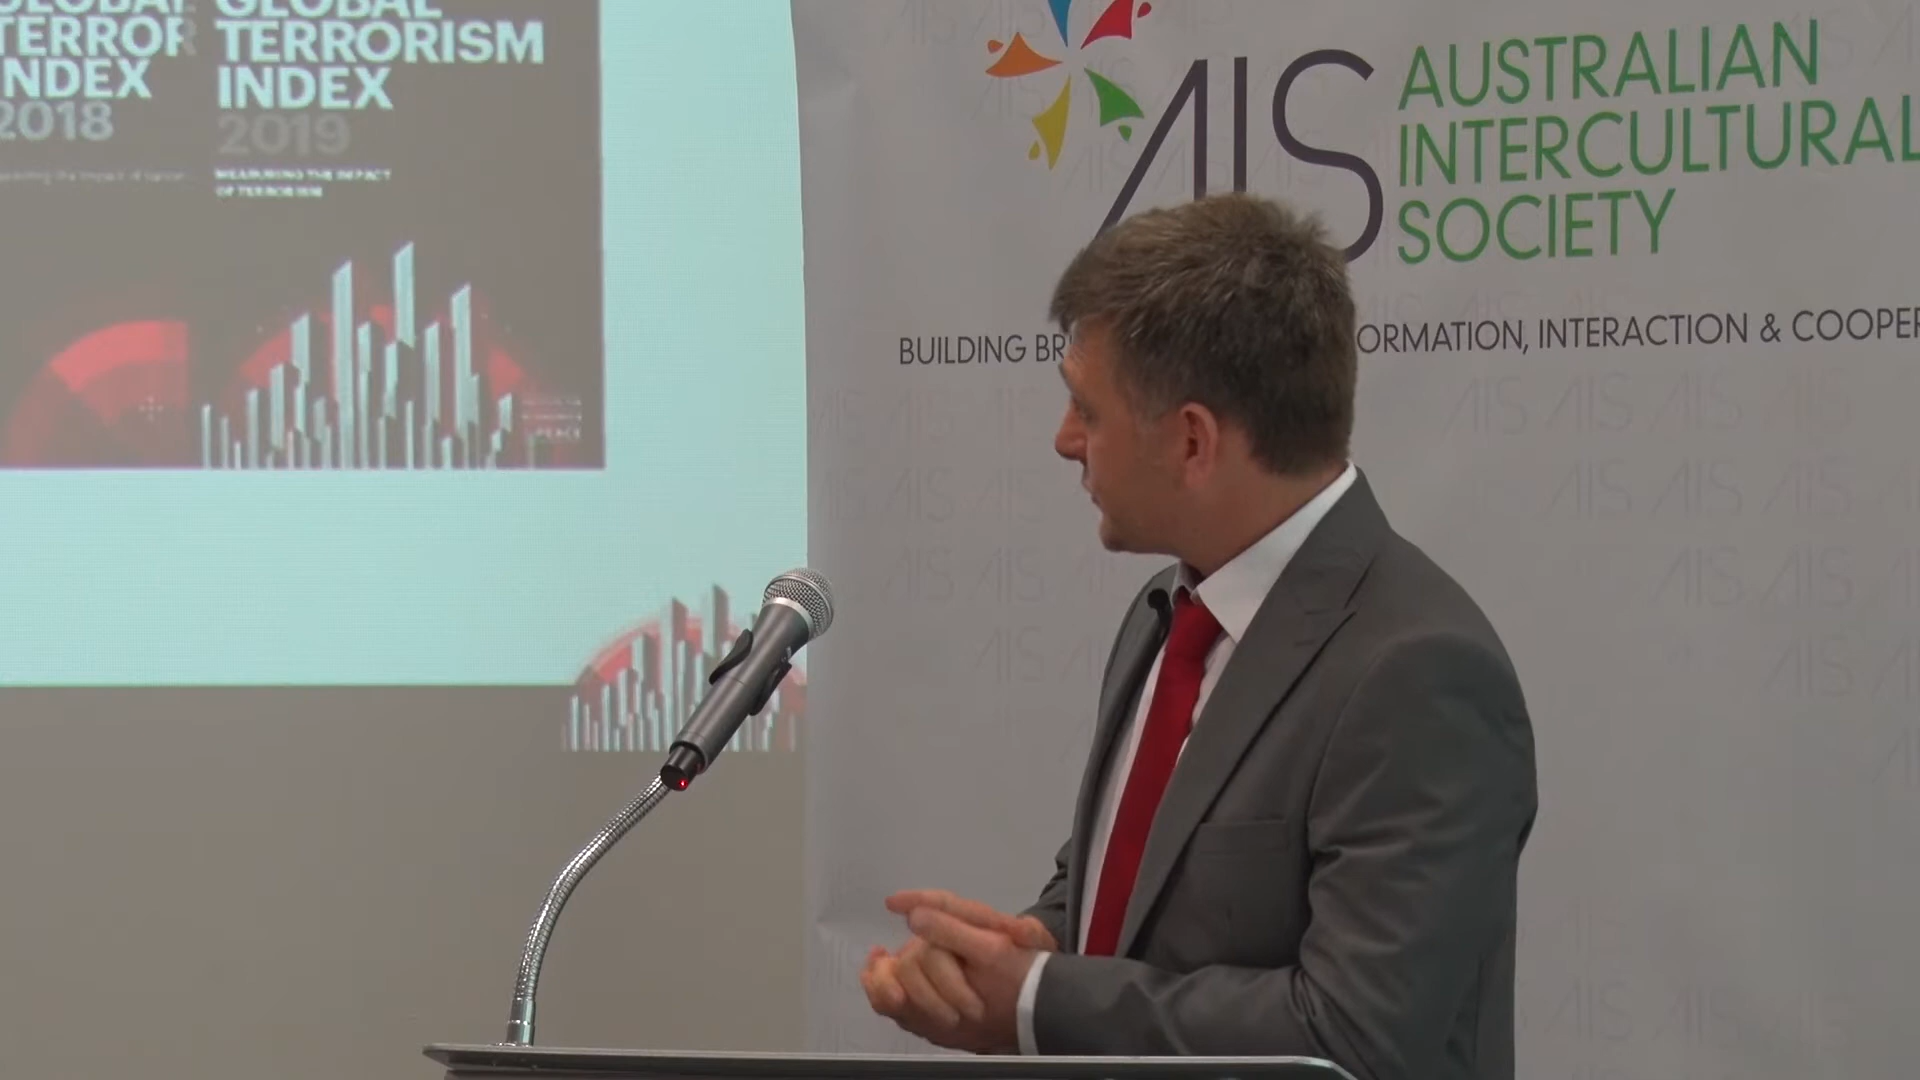 GLOBAL
TERROR
INDEX
2018
GLOBAL
TERRORISM
INDEX
2019
MEASURING THE IMPACT
OF TERRORISM
PEACE
AIS
AUSTRALIAN
INTERCULTURAL
SOCIETY
BUILDING BR ORMATION, INTERACTION & COOPER